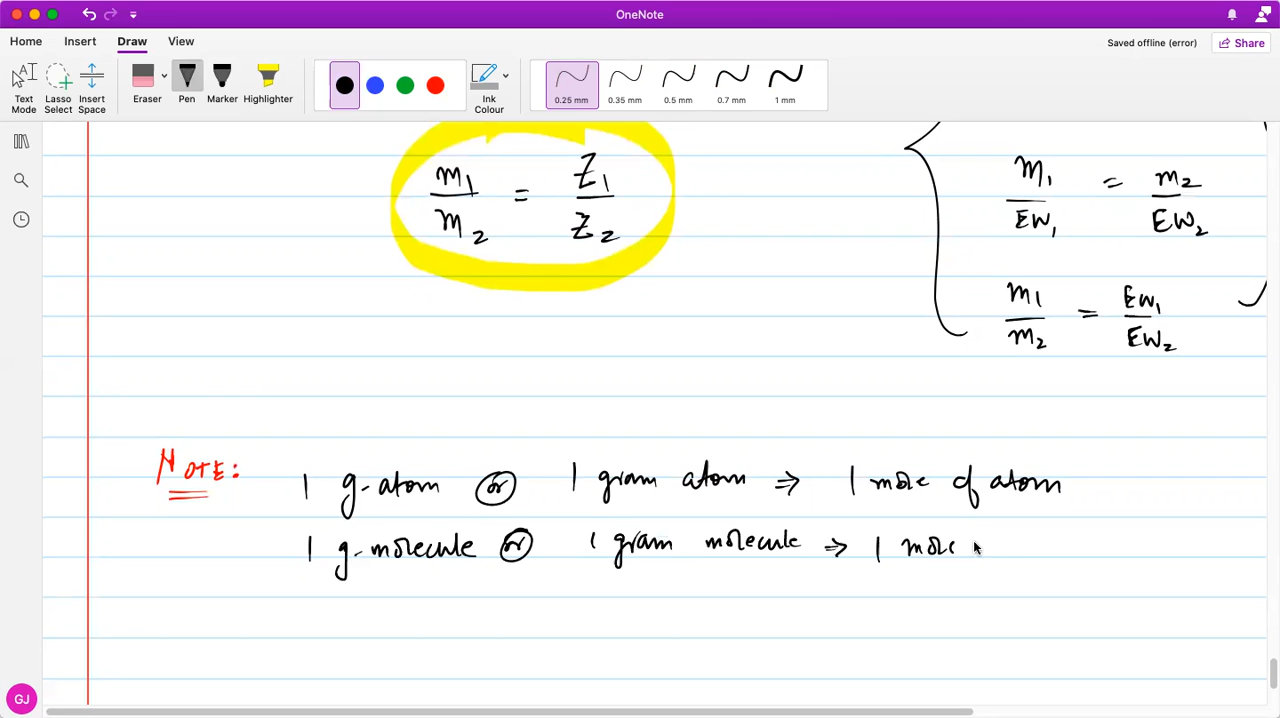 OneNote
Home Insert Draw View
Saved offline (error) Share
Text Mode Lasso Select Insert Space Eraser Pen Marker Highlighter Ink Colour 0.25 mm 0.35 mm 0.5 mm 0.7 mm 1 mm
m1/m2 = Z1/Z2
m1/EW1 = m2/EW2
m1/m2 = EW1/EW2
NOTE: 1 g-atom or 1 gram atom ⇒ 1 mole of atom
1 g-molecule or 1 gram molecule ⇒ 1 mole
GJ